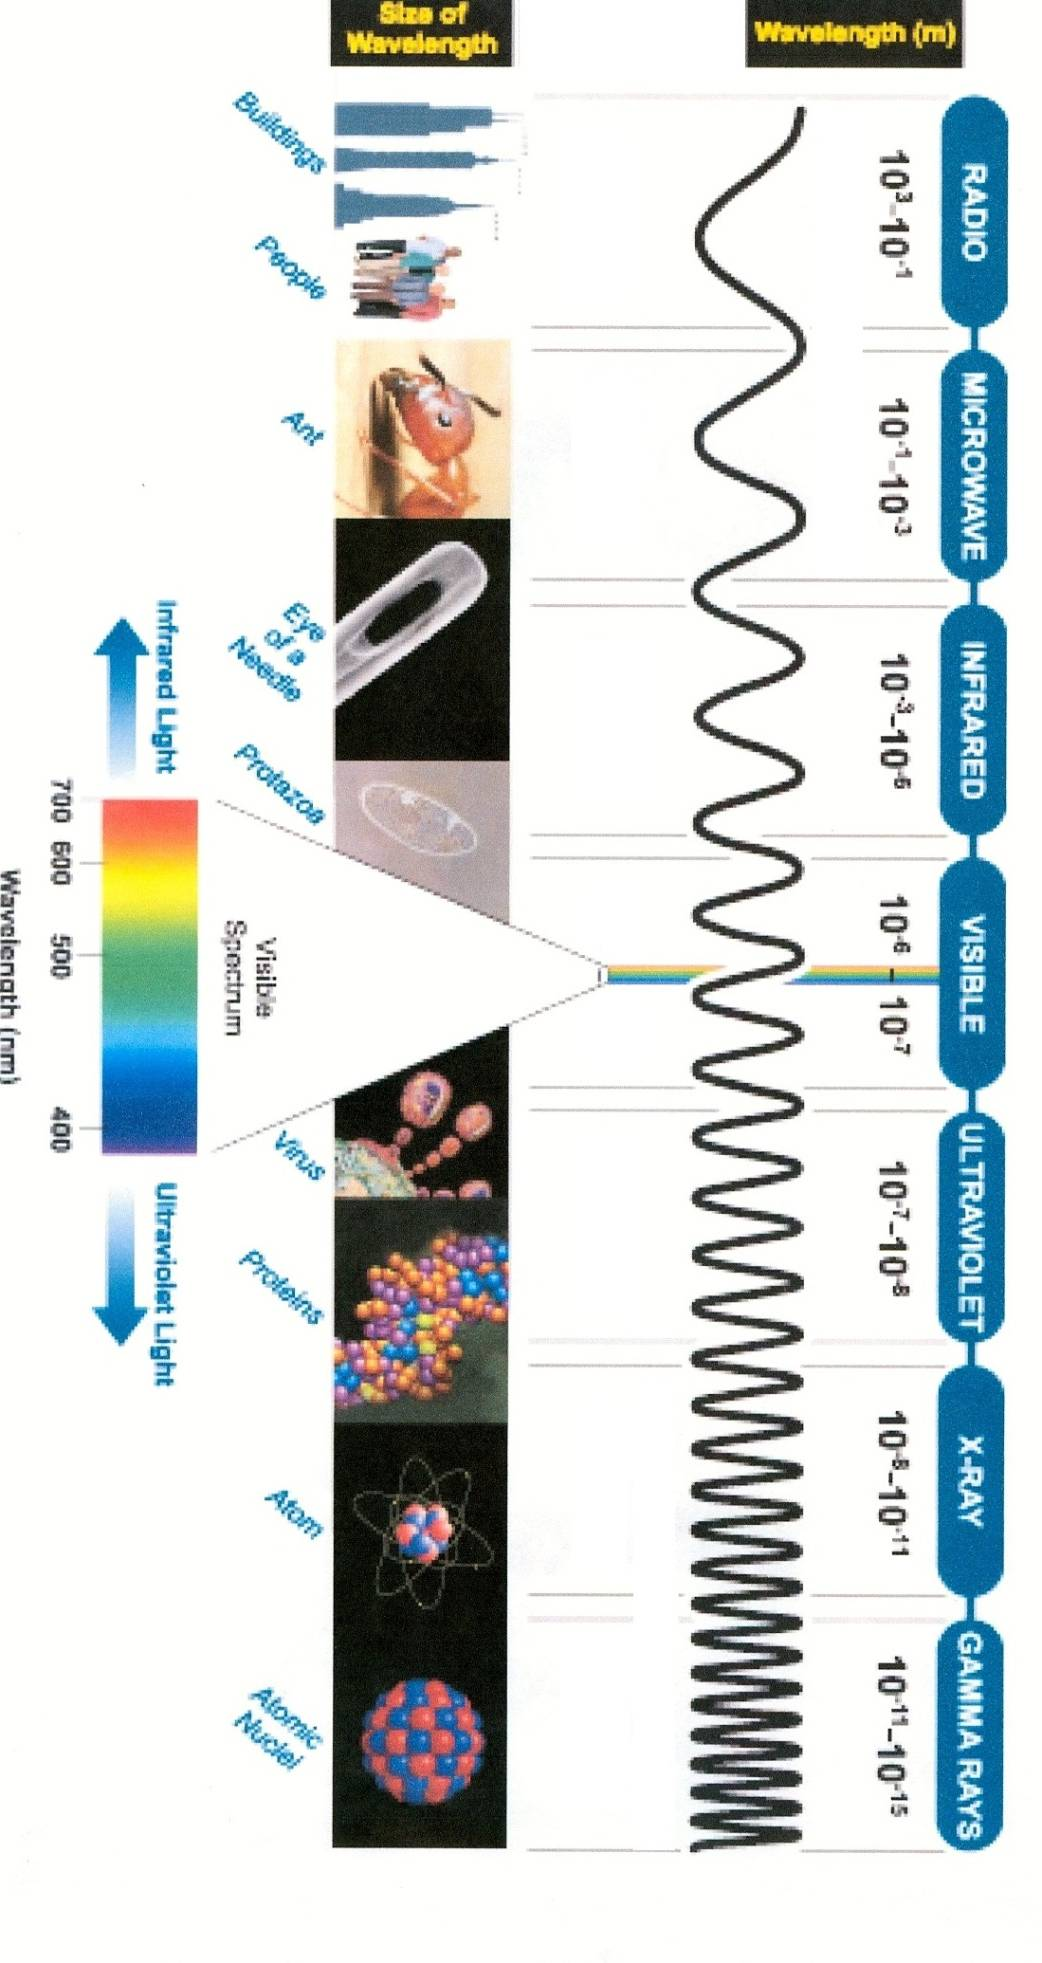 RADIO
MICROWAVE
INFRARED
VISIBLE
ULTRAVIOLET
X-RAY
GAMMA RAYS
Wavelength (m)
10³-10⁻¹
10⁻¹-10⁻³
10⁻³-10⁻⁶
10⁻⁶ - 10⁻⁷
10⁻⁷-10⁻⁸
10⁻⁸-10⁻¹¹
10⁻¹¹-10⁻¹⁵
Size of
Wavelength
Buildings
People
Ant
Eye
of a
Needle
Protazoa
Virus
Proteins
Atom
Atomic
Nuclei
Visible
Spectrum
Infrared Light
Ultraviolet Light
700
600
500
400
Wavelength (nm)